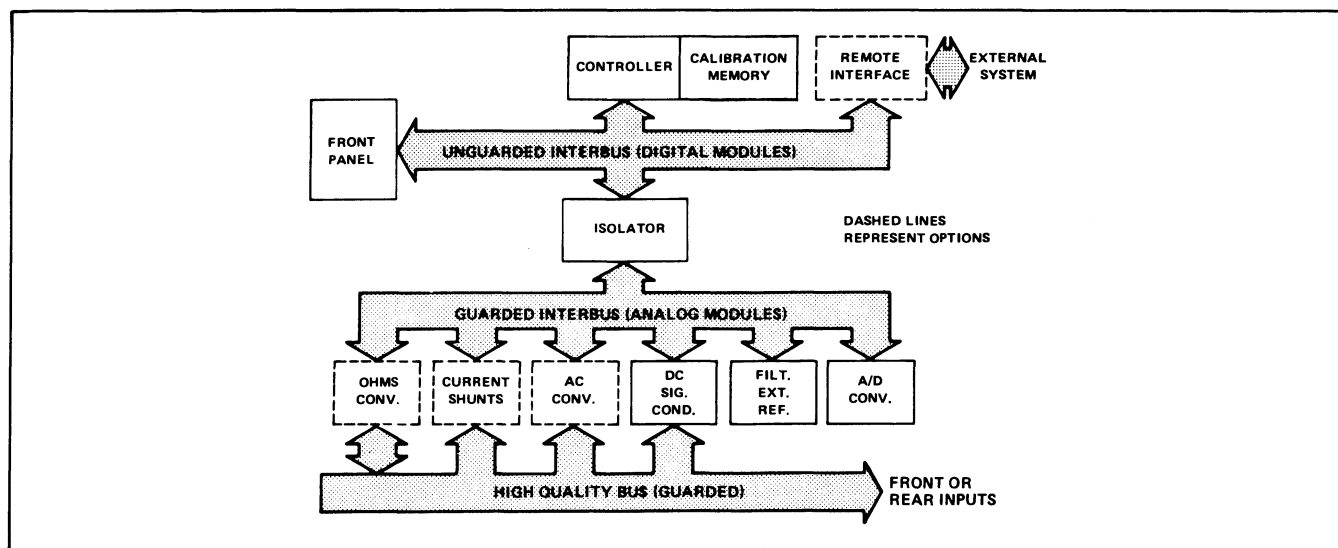 CONTROLLER
CALIBRATION
MEMORY
REMOTE
INTERFACE
EXTERNAL
SYSTEM
FRONT
PANEL
UNGUARDED INTERBUS (DIGITAL MODULES)
ISOLATOR
DASHED LINES
REPRESENT OPTIONS
GUARDED INTERBUS (ANALOG MODULES)
OHMS
CONV.
CURRENT
SHUNTS
AC
CONV.
DC
SIG.
COND.
FILT.
EXT.
REF.
A/D
CONV.
HIGH QUALITY BUS (GUARDED)
FRONT OR
REAR INPUTS